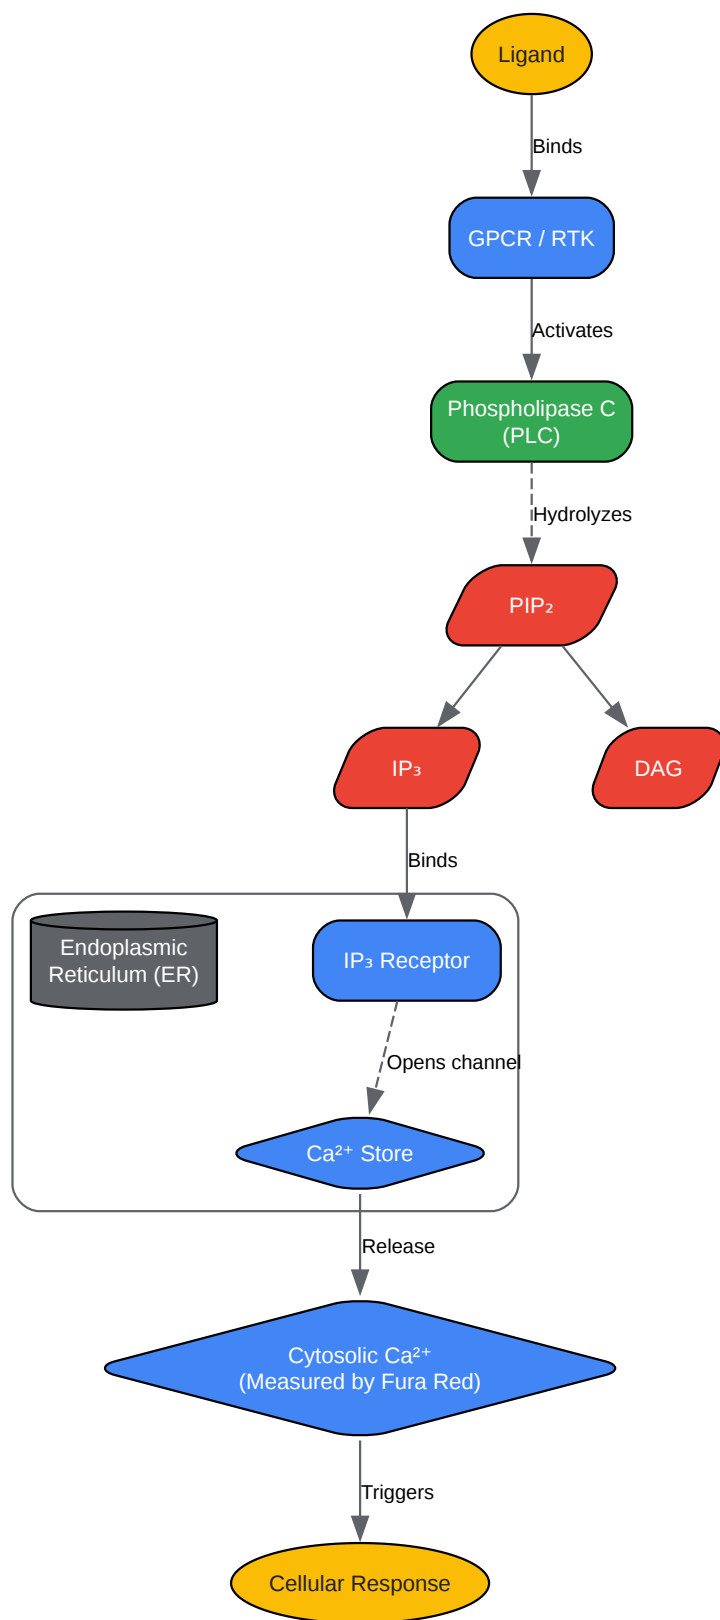 Ligand
Binds
GPCR / RTK
Activates
Phospholipase C
(PLC)
Hydrolyzes
PIP₂
IP₃
DAG
Binds
Endoplasmic
Reticulum (ER)
IP₃ Receptor
Opens channel
Ca²⁺ Store
Release
Cytosolic Ca²⁺
(Measured by Fura Red)
Triggers
Cellular Response